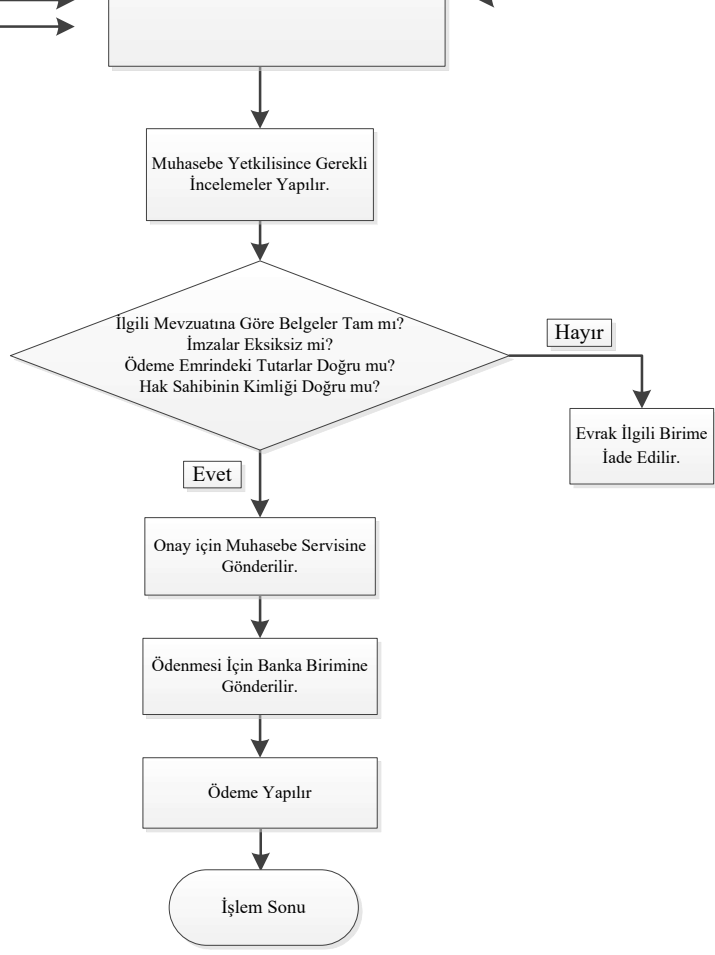 Muhasebe Yetkilisince Gerekli
İncelemeler Yapılır.
İlgili Mevzuatına Göre Belgeler Tam mı?
İmzalar Eksiksiz mi?
Ödeme Emrindeki Tutarlar Doğru mu?
Hak Sahibinin Kimliği Doğru mu?
Hayır
Evrak İlgili Birime
İade Edilir.
Evet
Onay için Muhasebe Servisine
Gönderilir.
Ödenmesi İçin Banka Birimine
Gönderilir.
Ödeme Yapılır
İşlem Sonu